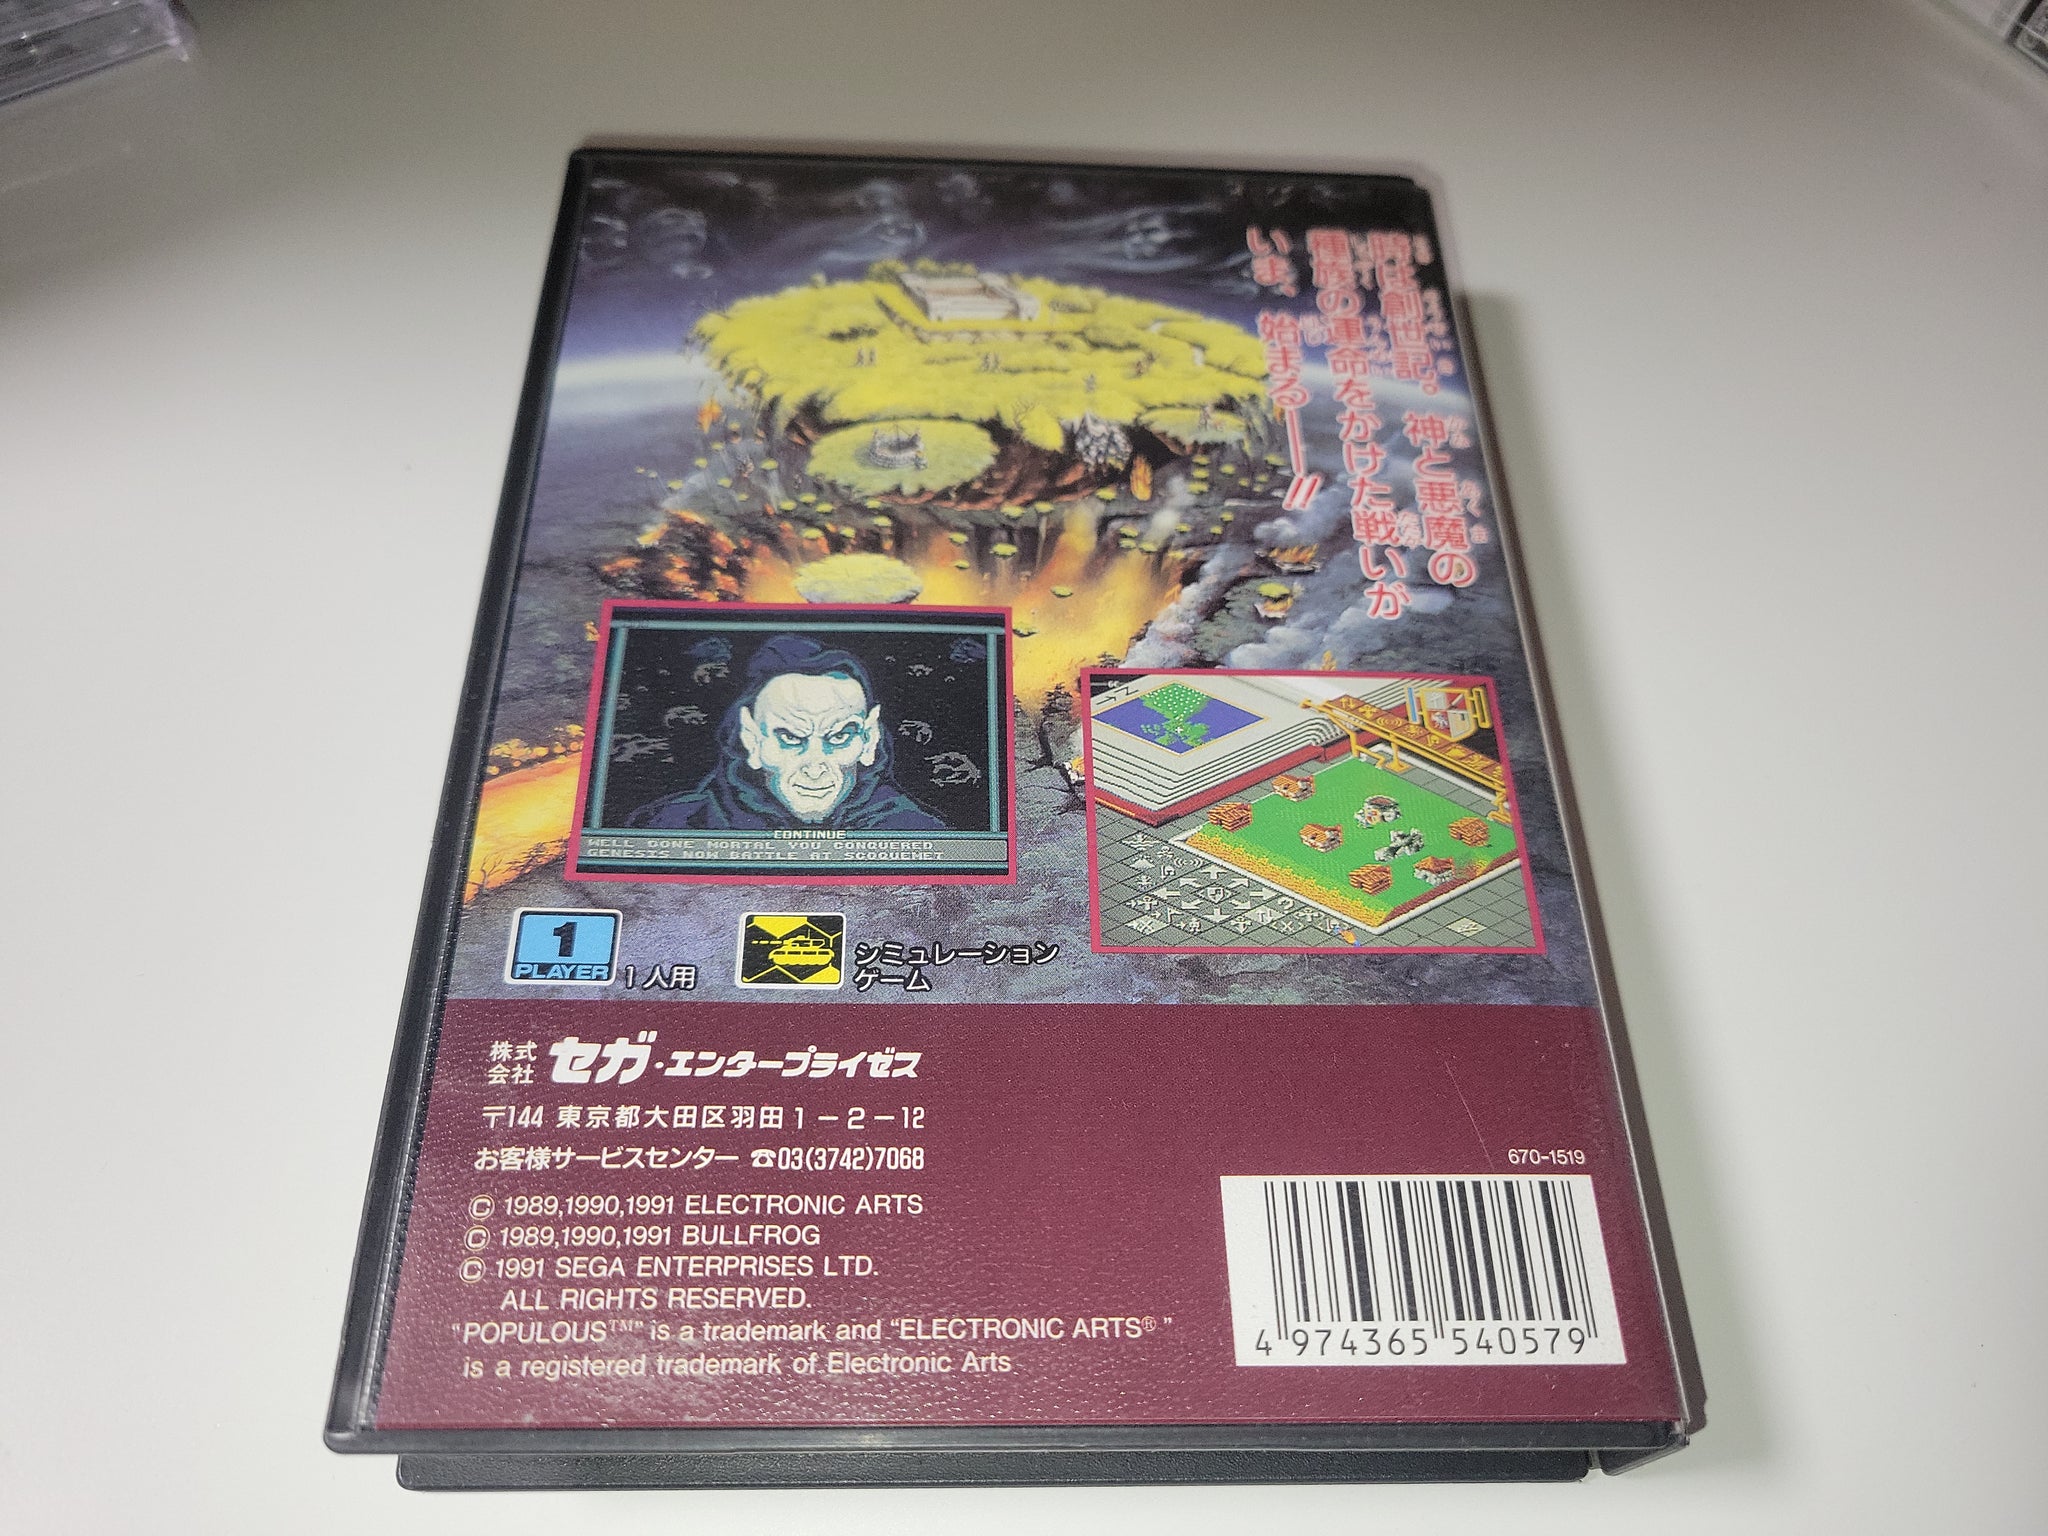 時は創世記。神と悪魔の
種族の運命をかけた戦いが
いま、始まる──!!
CONTINUE
WELL DONE MORTAL YOU CONQUERED
GENESIS NOW BATTLE AT SCOQUEMET
1
PLAYER
1人用
シミュレーション
ゲーム
株式会社 セガ・エンタープライゼス
〒144 東京都大田区羽田1-2-12
お客様サービスセンター ☎03(3742)7068
© 1989,1990,1991 ELECTRONIC ARTS
© 1989,1990,1991 BULLFROG
© 1991 SEGA ENTERPRISES LTD.
ALL RIGHTS RESERVED.
"POPULOUS™" is a trademark and "ELECTRONIC ARTS®"
is a registered trademark of Electronic Arts
670-1519
4 974365 540579